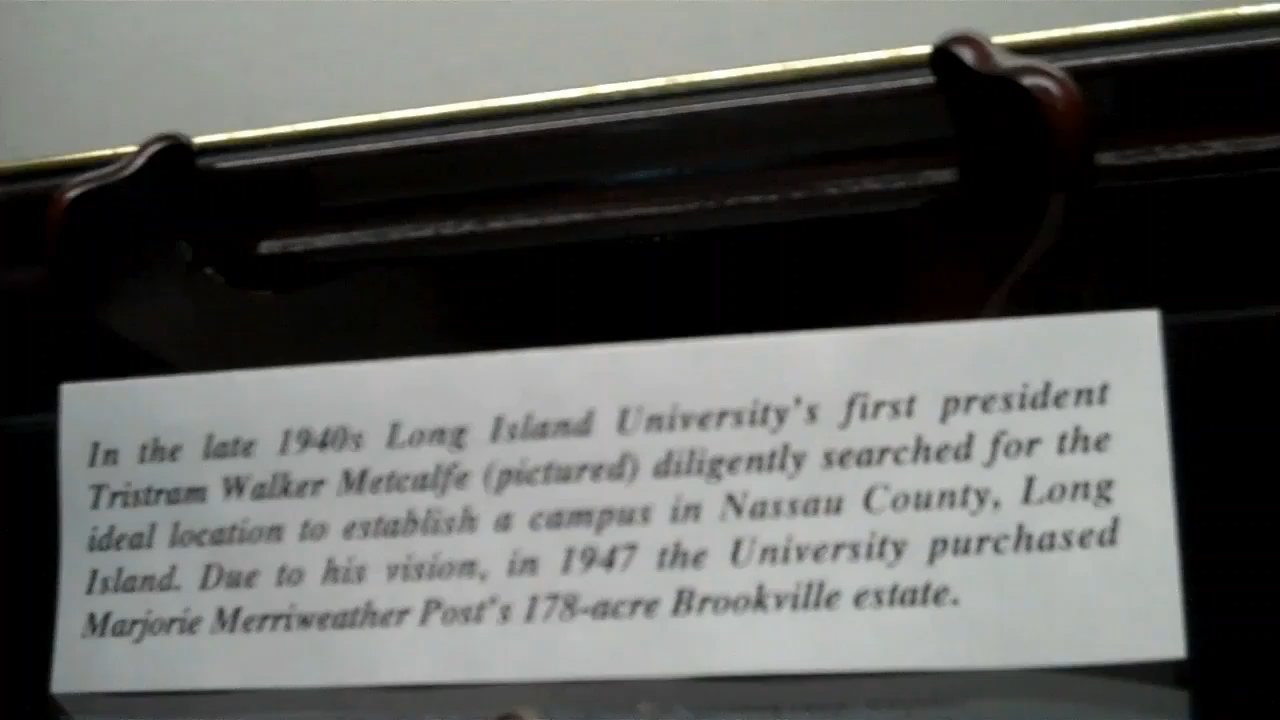 In the late 1940s Long Island University's first president
Tristram Walker Metcalfe (pictured) diligently searched for the
ideal location to establish a campus in Nassau County, Long
Island. Due to his vision, in 1947 the University purchased
Marjorie Merriweather Post's 178-acre Brookville estate.